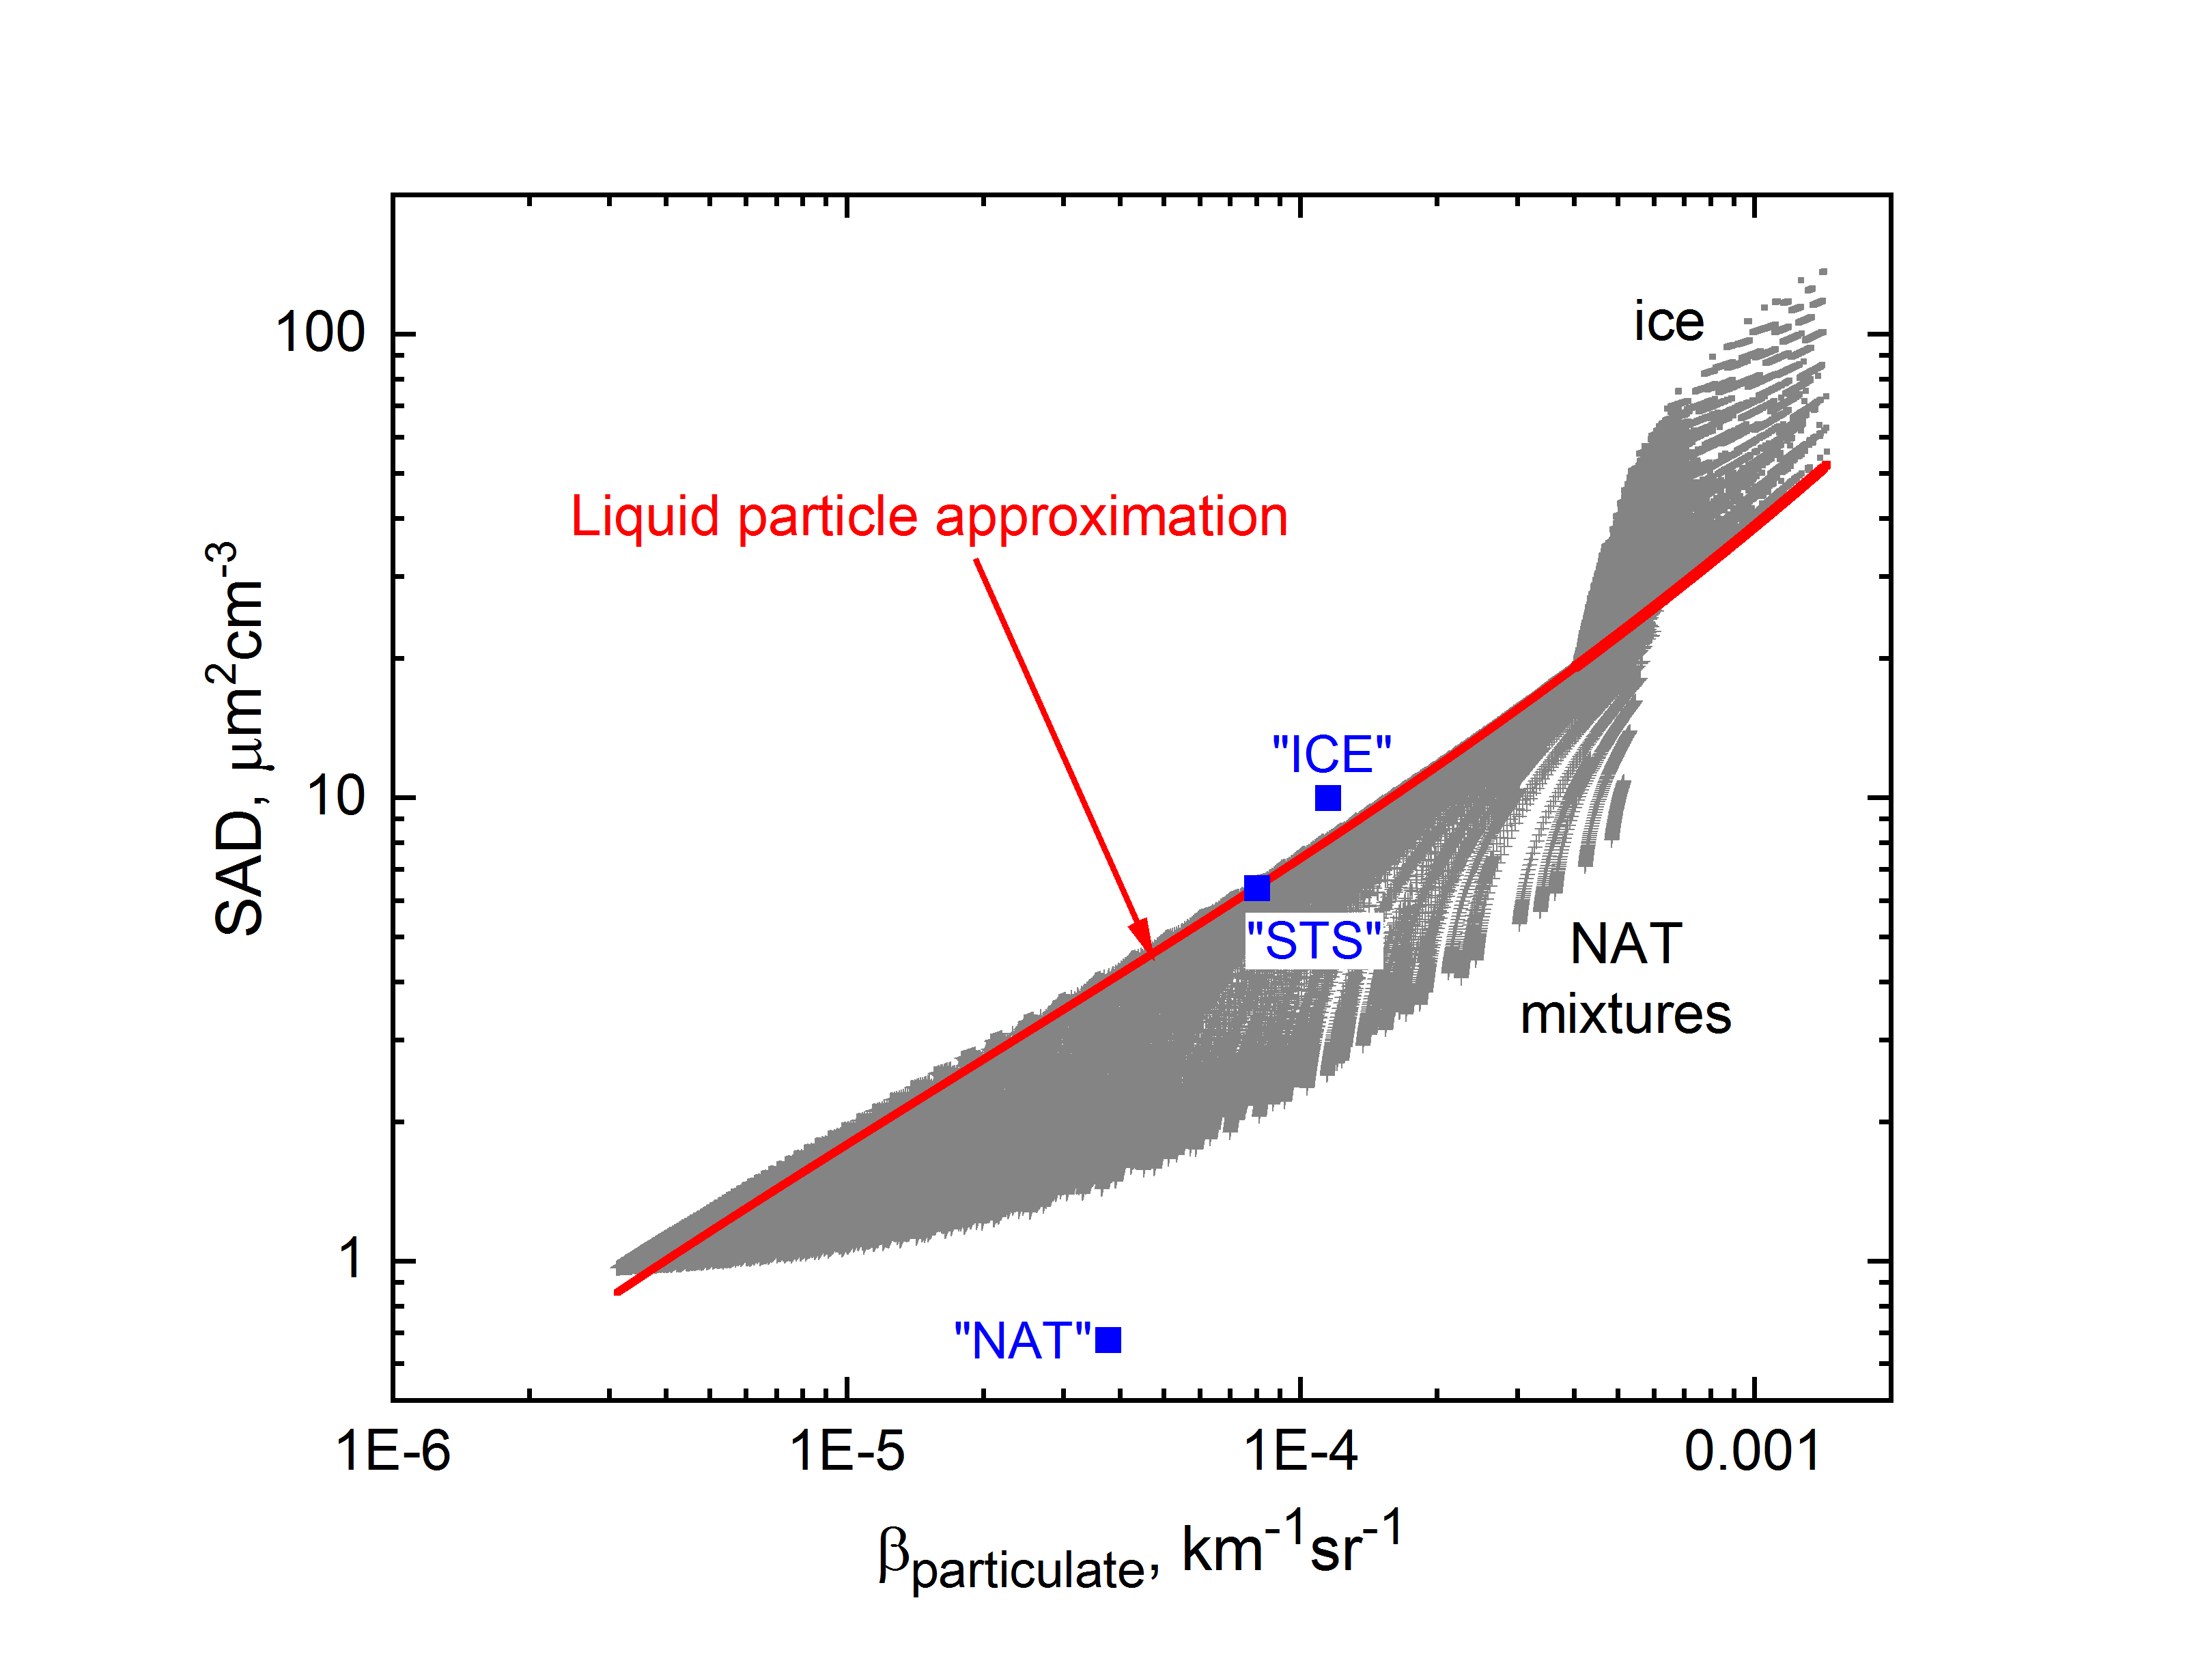 ice
100
Liquid particle approximation
SAD, μm²cm⁻³
"ICE"
10
"STS"
NAT
mixtures
1
"NAT"
1E-6 1E-5 1E-4 0.001
βparticulate, km⁻¹sr⁻¹